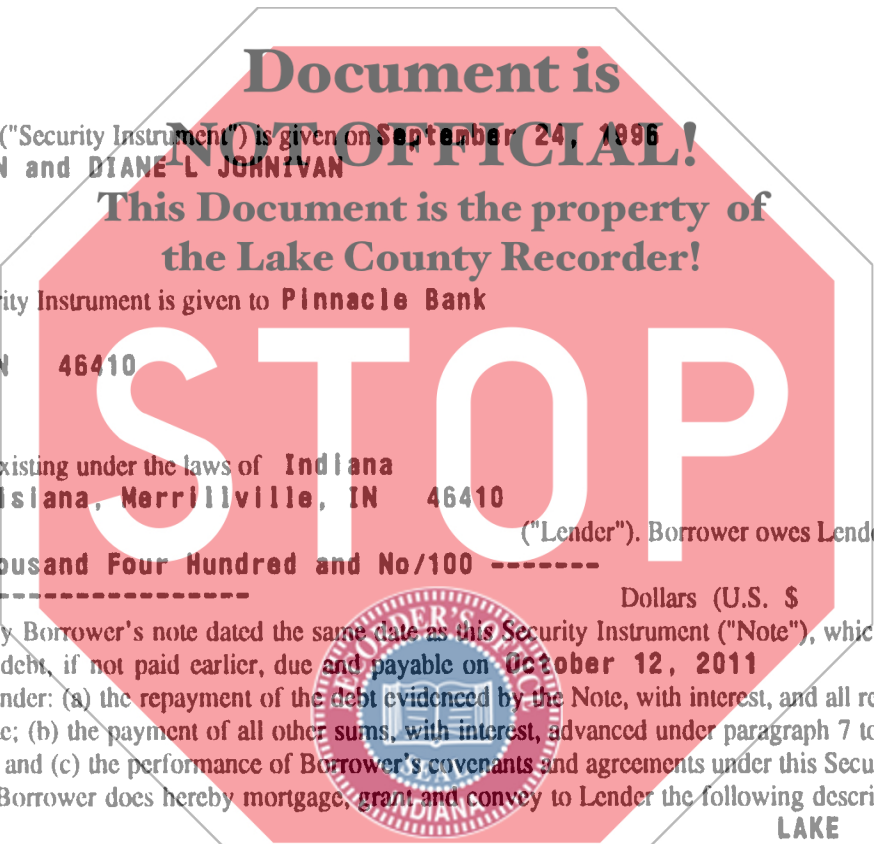 Document is
("Security Instrument") is given on September 24, 1996
NOT OFFICIAL!
N and DIANE L JOHNIVAN
This Document is the property of
the Lake County Recorder!
rity Instrument is given to Pinnacle Bank
N 46410
STOP
xisting under the laws of Indiana
isiana, Merrillville, IN 46410
("Lender"). Borrower owes Lende
ousand Four Hundred and No/100 -------
------------------
Dollars (U.S. $
y Borrower's note dated the same date as this Security Instrument ("Note"), whic
debt, if not paid earlier, due and payable on October 12, 2011
nder: (a) the repayment of the debt evidenced by the Note, with interest, and all re
e; (b) the payment of all other sums, with interest, advanced under paragraph 7 to
and (c) the performance of Borrower's covenants and agreements under this Secu
Borrower does hereby mortgage, grant and convey to Lender the following descri
LAKE
RECORDER'S OFFICE
SEAL
INDIANA